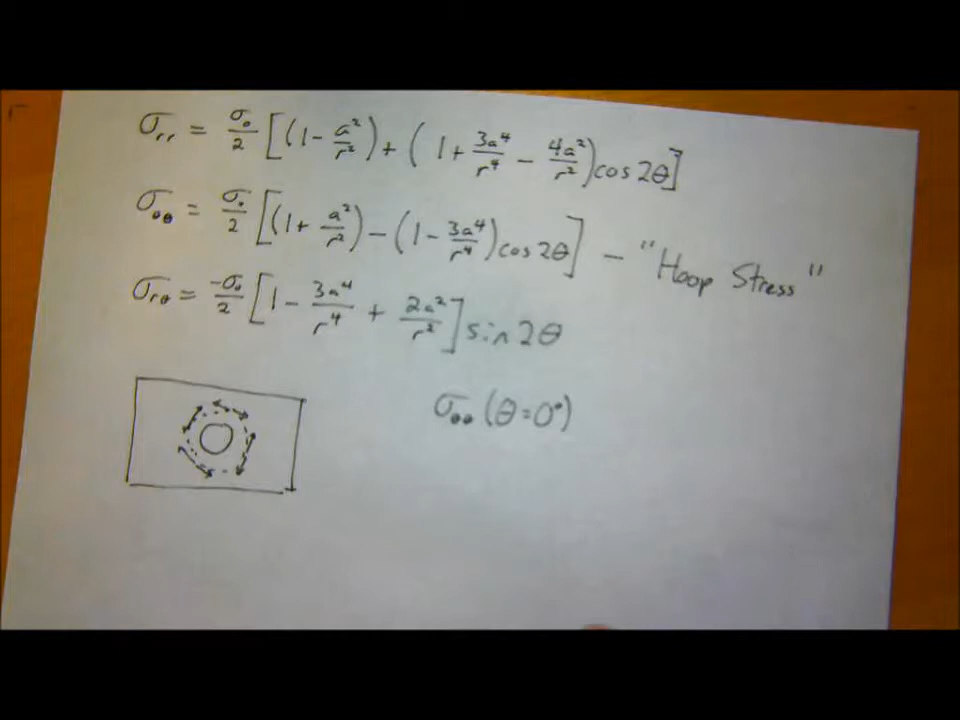 σrr = σ₀/2 [(1 - a²/r²) + (1 + 3a⁴/r⁴ - 4a²/r²) cos 2θ]
σθθ = σ₀/2 [(1 + a²/r²) - (1 - 3a⁴/r⁴) cos 2θ] - "Hoop Stress"
σrθ = -σ₀/2 [1 - 3a⁴/r⁴ + 2a²/r²] sin 2θ
σθθ (θ=0°)